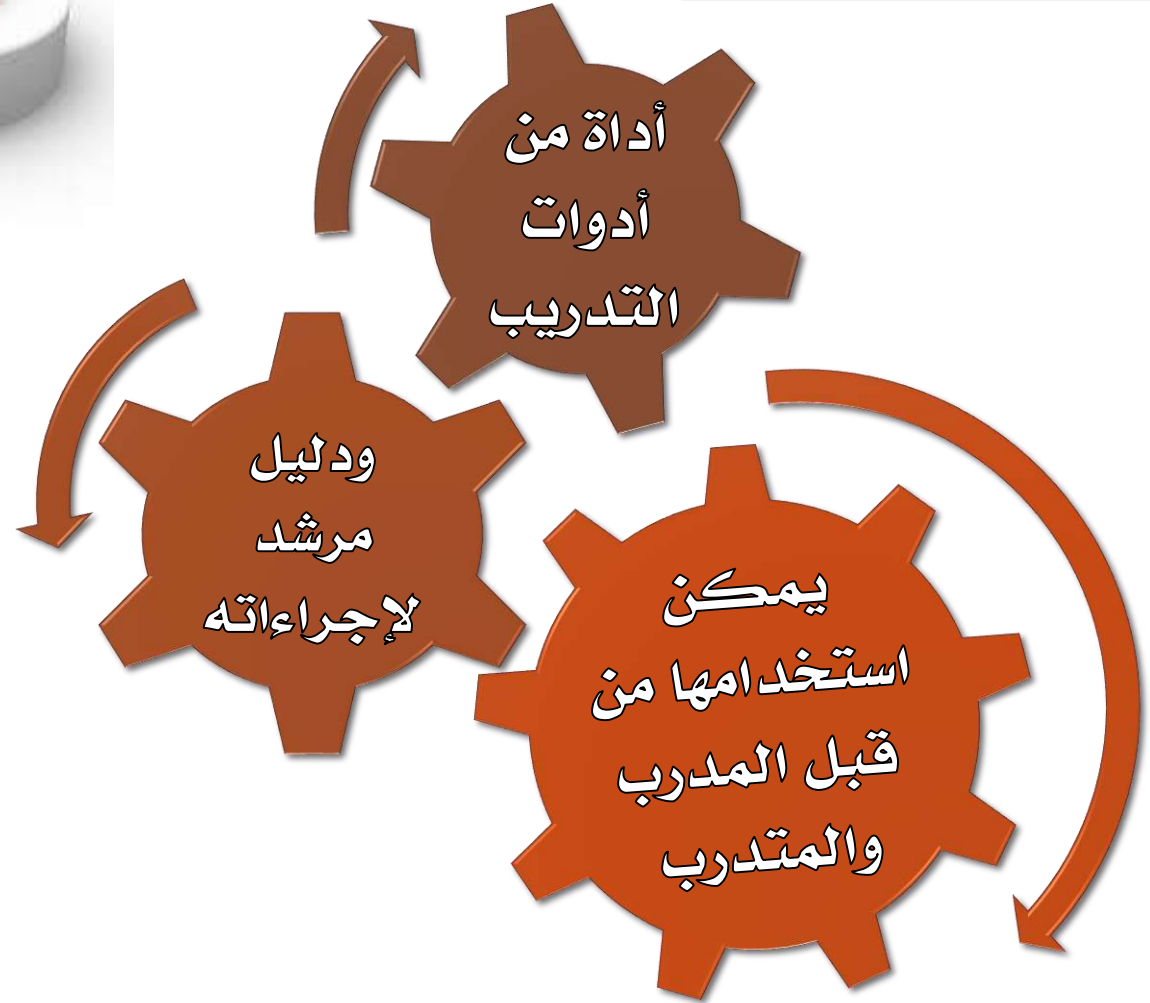 أداة من
أدوات
التدريب
ودليل
مرشد
لإجراءاته
يمكن
استخدامها من
قبل المدرب
والمتدرب